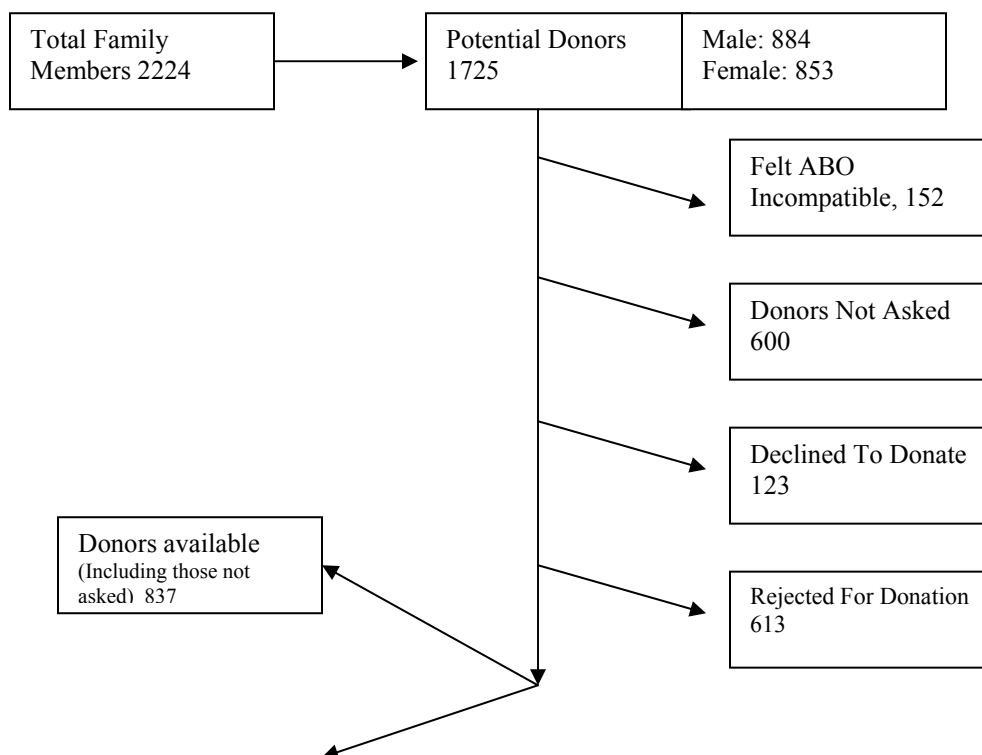 Total Family
Members 2224
Potential Donors
1725
Male: 884
Female: 853
Felt ABO
Incompatible, 152
Donors Not Asked
600
Declined To Donate
123
Donors available
(Including those not
asked) 837
Rejected For Donation
613